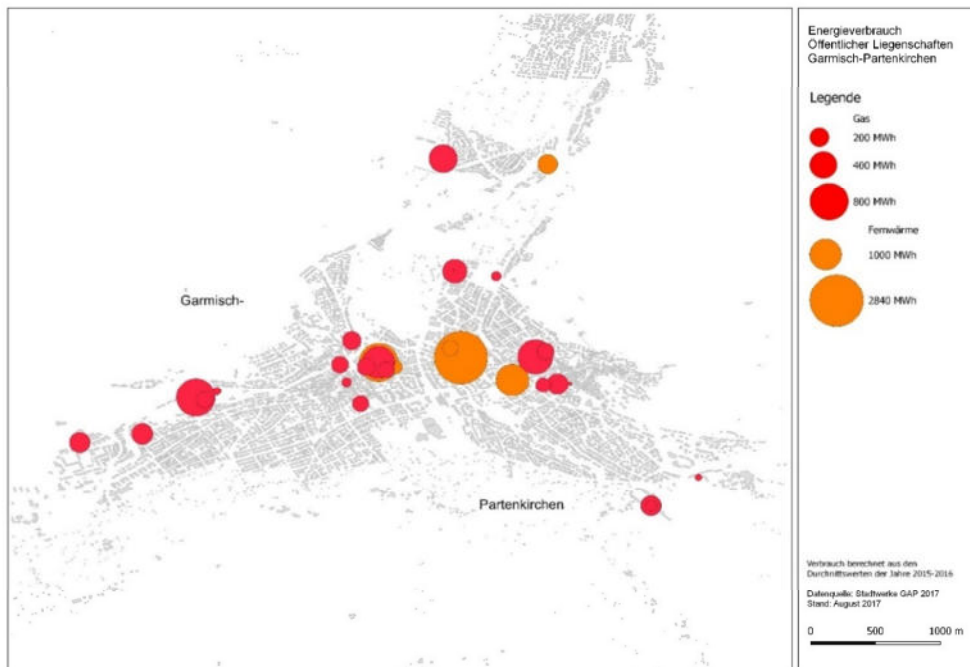 Energieverbrauch
Öffentlicher Liegenschaften
Garmisch-Partenkirchen
Legende
Gas
200 MWh
400 MWh
800 MWh
Fernwärme
1000 MWh
2840 MWh
Garmisch-
Partenkirchen
Verbrauch berechnet aus den
Durchnittswerten der Jahre 2015-2016
Datenquelle: Stadtwerke GAP 2017
Stand: August 2017
0 500 1000 m